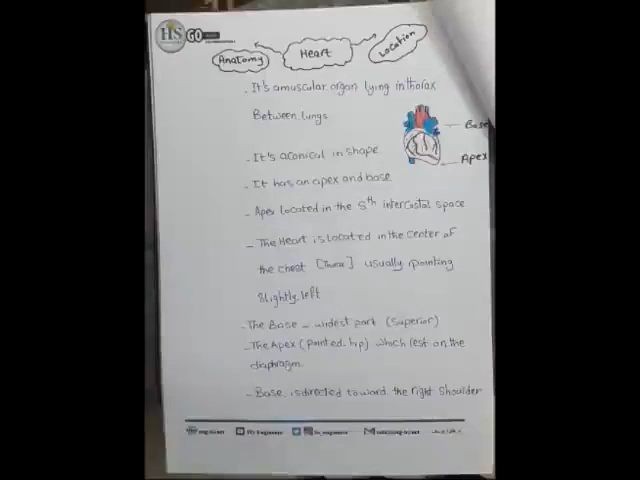 HS
GO
Anatomy
Heart
Location
- It's a muscular organ lying in thorax
Between lungs
- It's a conical in shape
- It has an apex and base
- Apex located in the 5th intercostal space
- The Heart is located in the center of
the chest [Thorax] usually pointing
slightly left
- The Base - widest part (superior)
- The Apex (pointed tip) which rest on the
diaphragm
- Base is directed toward the right shoulder
Base
Apex